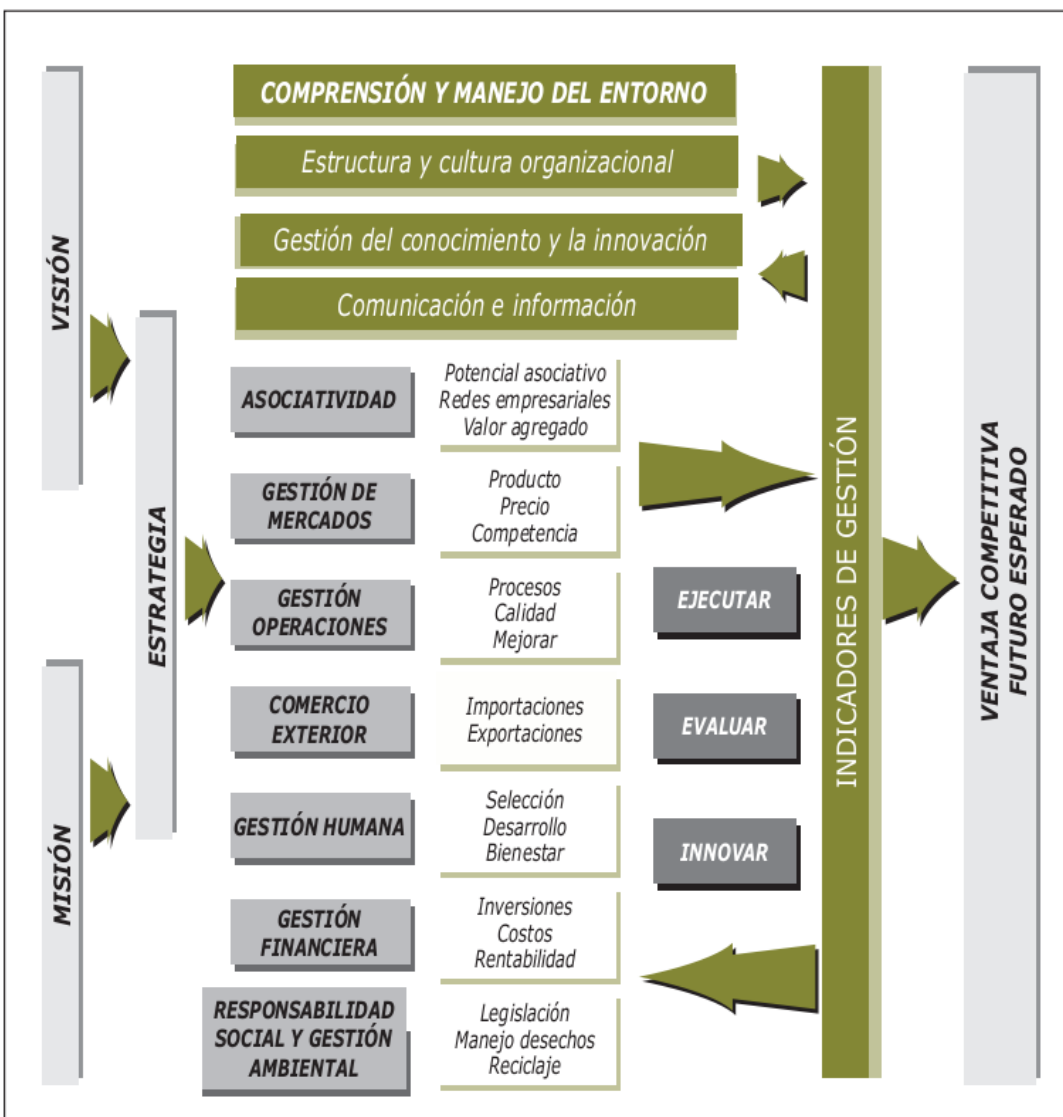 COMPRENSIÓN Y MANEJO DEL ENTORNO
Estructura y cultura organizacional
Gestión del conocimiento y la innovación
Comunicación e información
VISIÓN
MISIÓN
ESTRATEGIA
ASOCIATIVIDAD
Potencial asociativo
Redes empresariales
Valor agregado
GESTIÓN DE
MERCADOS
Producto
Precio
Competencia
GESTIÓN
OPERACIONES
Procesos
Calidad
Mejorar
COMERCIO
EXTERIOR
Importaciones
Exportaciones
GESTIÓN HUMANA
Selección
Desarrollo
Bienestar
GESTIÓN
FINANCIERA
Inversiones
Costos
Rentabilidad
RESPONSABILIDAD
SOCIAL Y GESTIÓN
AMBIENTAL
Legislación
Manejo desechos
Reciclaje
EJECUTAR
EVALUAR
INNOVAR
INDICADORES DE GESTIÓN
VENTAJA COMPETITIVA
FUTURO ESPERADO